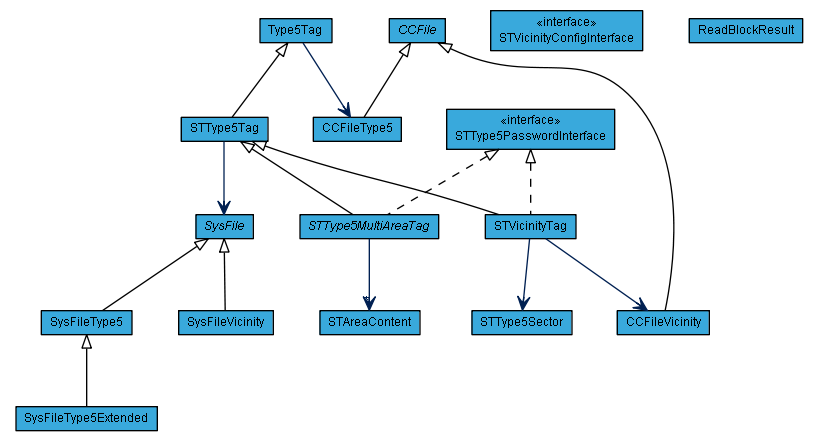 Type5Tag
CCFile
«interface»
STVicinityConfigInterface
ReadBlockResult
STType5Tag
CCFileType5
«interface»
STType5PasswordInterface
SysFile
STType5MultiAreaTag
STVicinityTag
SysFileType5
SysFileVicinity
*
STAreaContent
STType5Sector
CCFileVicinity
SysFileType5Extended